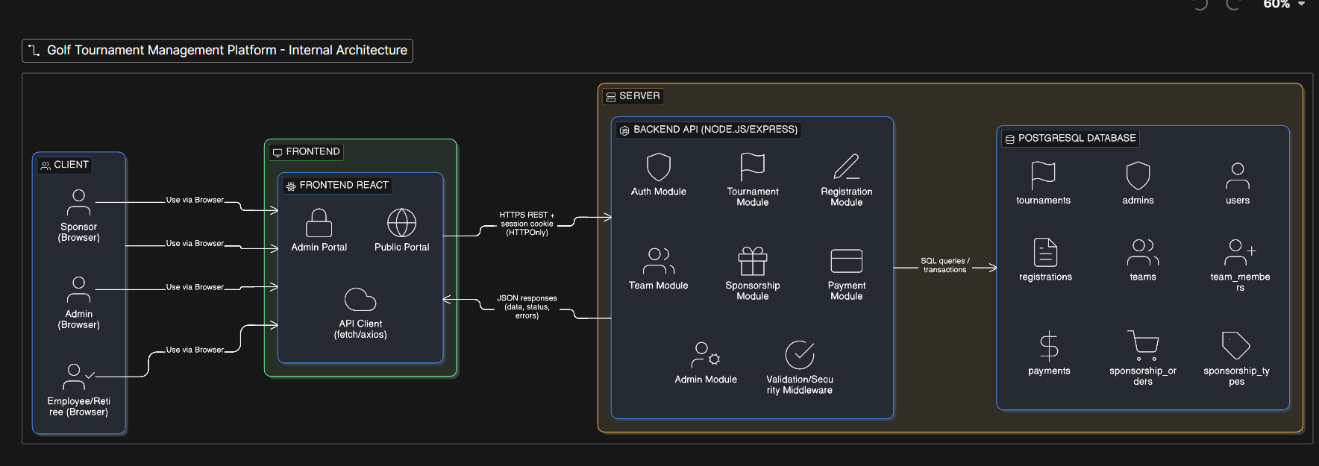 60%
Golf Tournament Management Platform - Internal Architecture
CLIENT
Sponsor
(Browser)
Admin
(Browser)
Employee/Reti
ree (Browser)
Use via Browser
Use via Browser
Use via Browser
Use via Browser
FRONTEND
FRONTEND REACT
Admin Portal
Public Portal
API Client
(fetch/axios)
HTTPS REST +
session cookie
(HTTPOnly)
JSON responses
(data, status,
errors)
SERVER
BACKEND API (NODE.JS/EXPRESS)
Auth Module
Tournament
Module
Registration
Module
Team Module
Sponsorship
Module
Payment
Module
Admin Module
Validation/Secu
rity Middleware
SQL queries /
transactions
POSTGRESQL DATABASE
tournaments
admins
users
registrations
teams
team_membe
rs
payments
sponsorship_or
ders
sponsorship_ty
pes